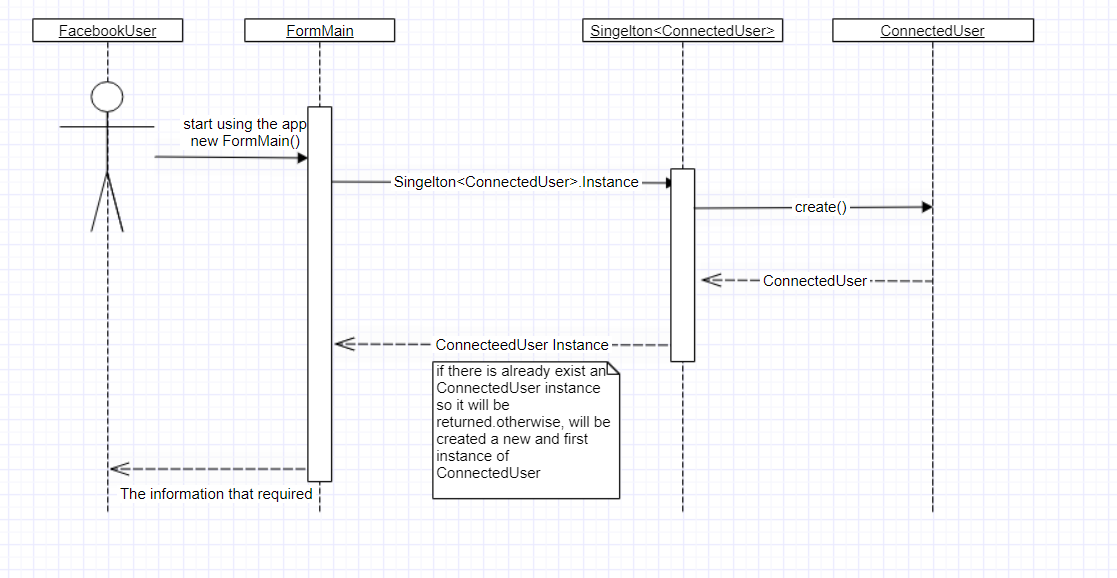 FacebookUser
FormMain
Singelton<ConnectedUser>
ConnectedUser
start using the app
new FormMain()
Singelton<ConnectedUser>.Instance
create()
ConnectedUser
ConnecteedUser Instance
if there is already exist an
ConnectedUser instance
so it will be
returned.otherwise, will be
created a new and first
instance of
ConnectedUser
The information that required